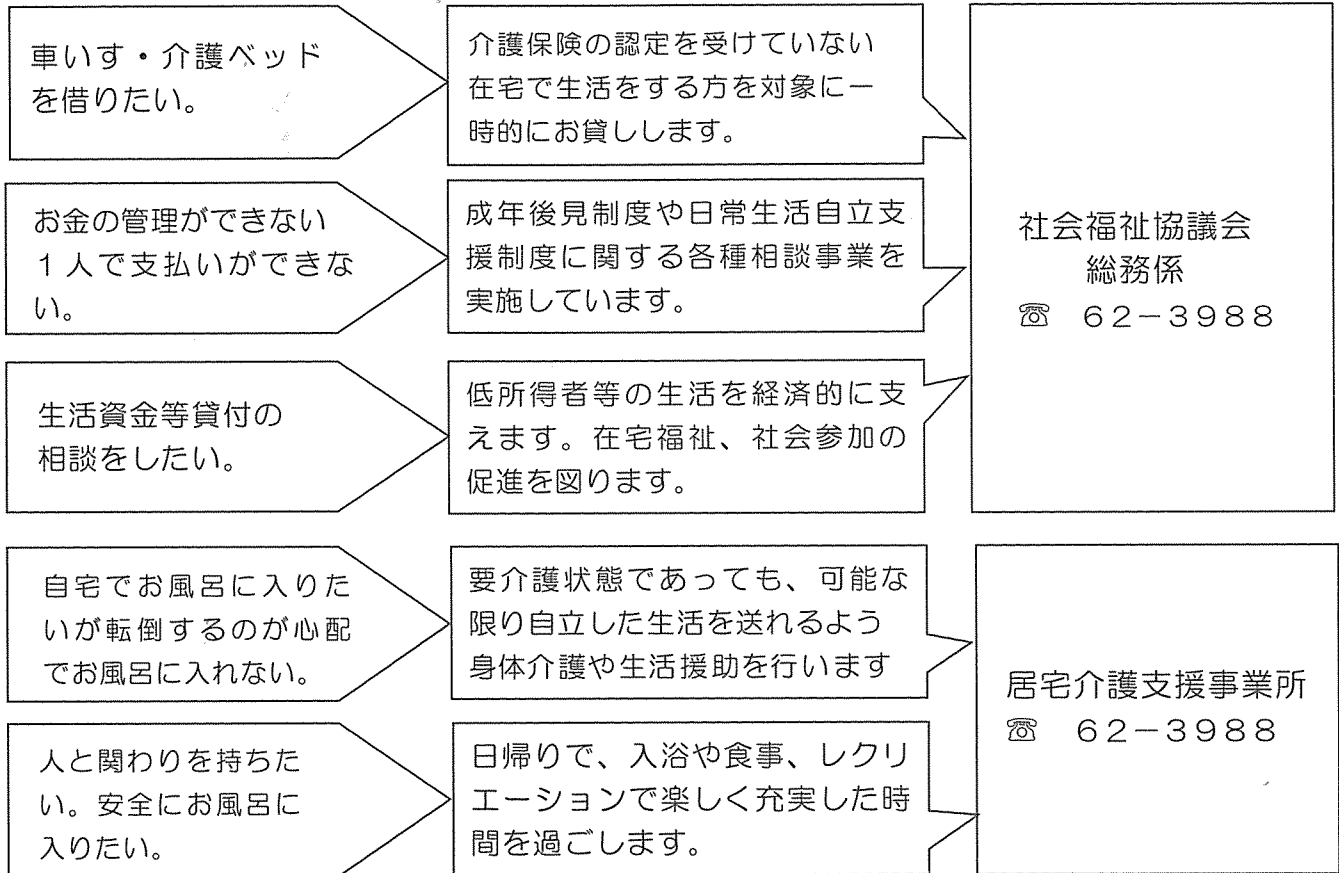 車いす・介護ベッド
を借りたい。
介護保険の認定を受けていない
在宅で生活をする方を対象に一
時的にお貸しします。
お金の管理ができない
１人で支払いができな
い。
成年後見制度や日常生活自立支
援制度に関する各種相談事業を
実施しています。
生活資金等貸付の
相談をしたい。
低所得者等の生活を経済的に支
えます。在宅福祉、社会参加の
促進を図ります。
社会福祉協議会
総務係
☏ ６２－３９８８
自宅でお風呂に入りた
いが転倒するのが心配
でお風呂に入れない。
要介護状態であっても、可能な
限り自立した生活を送れるよう
身体介護や生活援助を行います
人と関わりを持ちた
い。安全にお風呂に
入りたい。
日帰りで、入浴や食事、レクリ
エーションで楽しく充実した時
間を過ごします。
居宅介護支援事業所
☏ ６２－３９８８